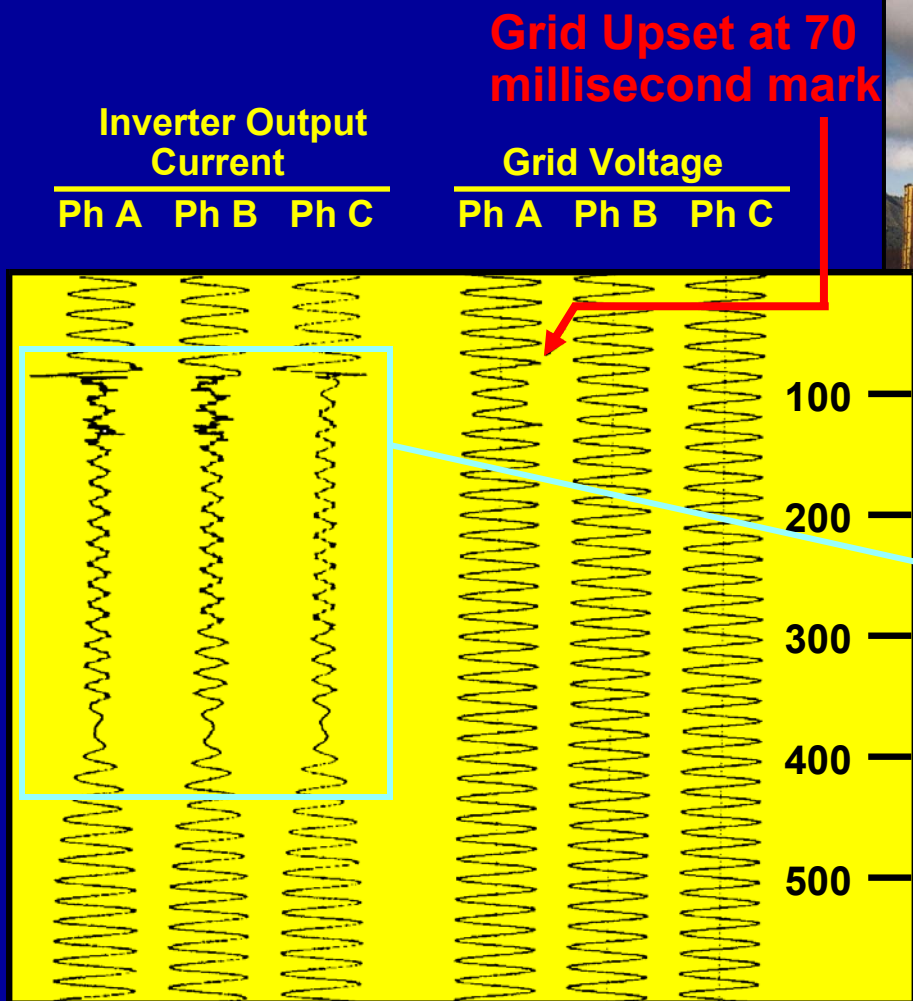 Grid Upset at 70
millisecond mark
Inverter Output
Current
Grid Voltage
Ph A Ph B Ph C
Ph A Ph B Ph C
100
200
300
400
500